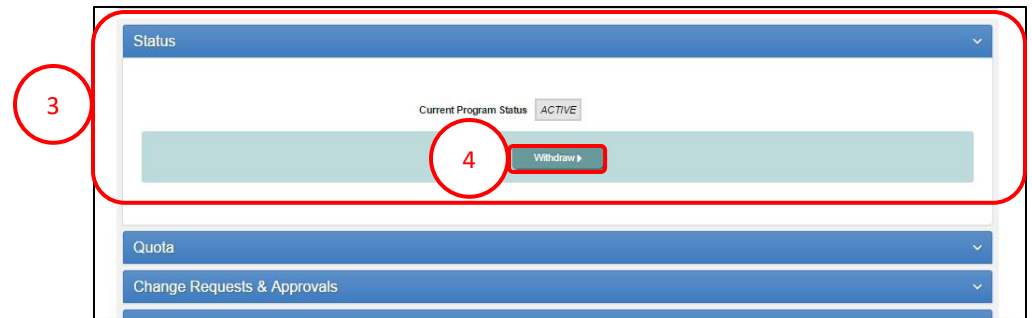 Status
3
Current Program Status ACTIVE
4
Withdraw
Quota
Change Requests & Approvals